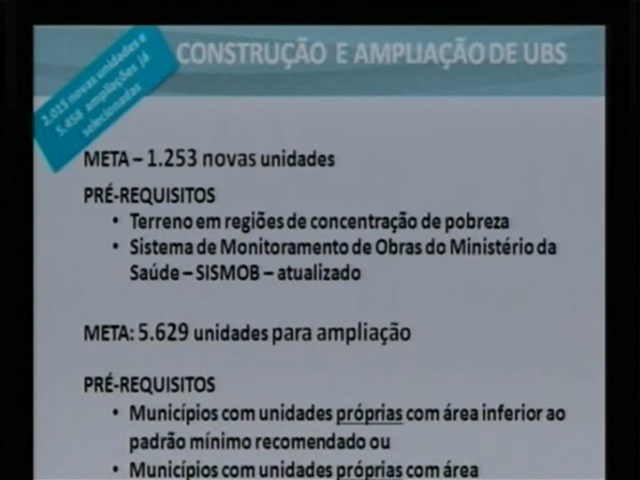 2.015 novas unidades e
5.458 ampliações já
selecionadas
CONSTRUÇÃO E AMPLIAÇÃO DE UBS
META – 1.253 novas unidades
PRÉ-REQUISITOS
• Terreno em regiões de concentração de pobreza
• Sistema de Monitoramento de Obras do Ministério da
Saúde – SISMOB – atualizado
META: 5.629 unidades para ampliação
PRÉ-REQUISITOS
• Municípios com unidades próprias com área inferior ao
padrão mínimo recomendado ou
• Municípios com unidades próprias com área